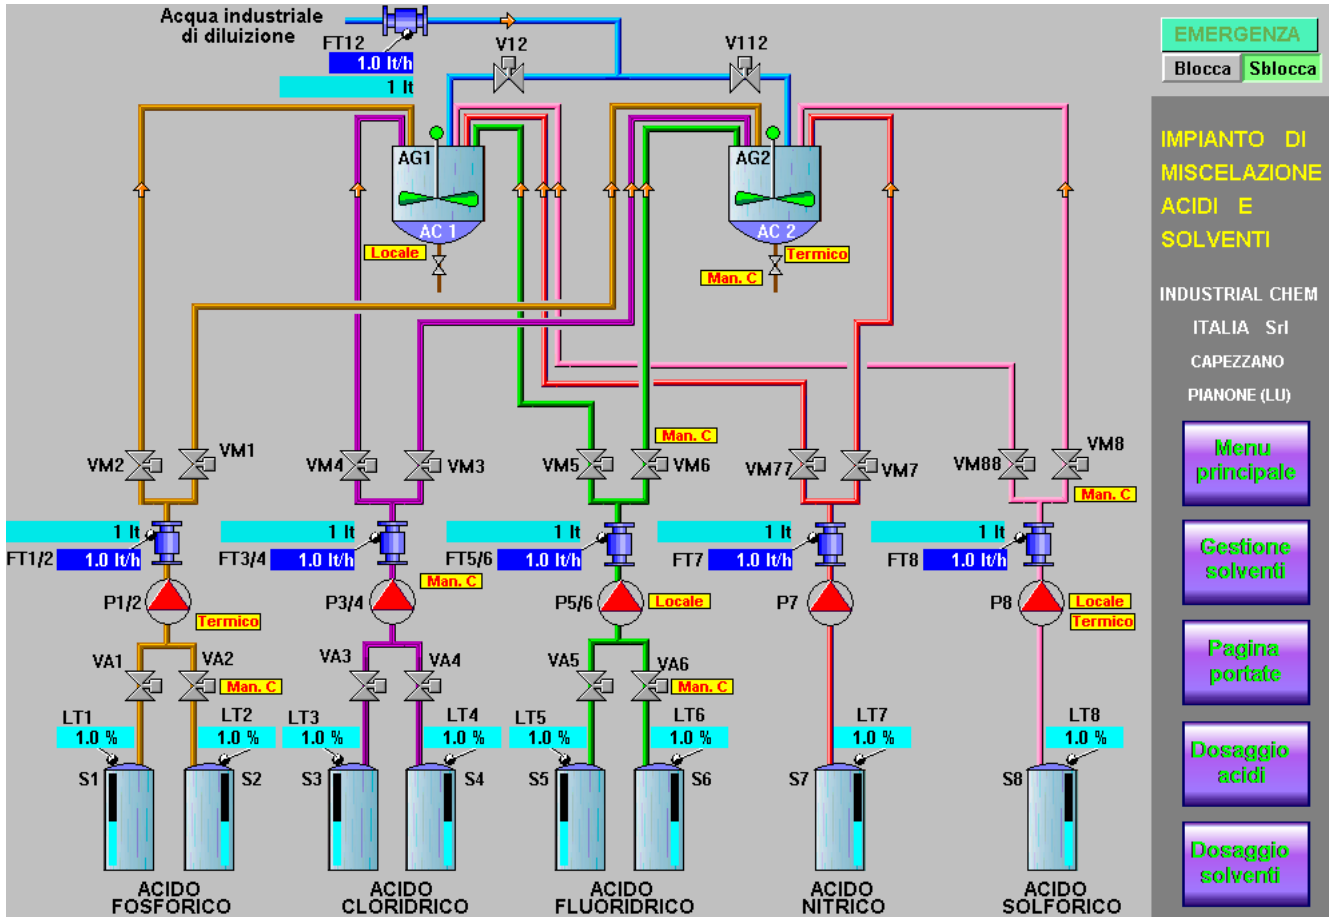 Acqua industriale
di diluizione
FT12
1.0 lt/h
1 lt
V12
V112
EMERGENZA
Blocca
Sblocca
IMPIANTO DI
MISCELAZIONE
ACIDI E
SOLVENTI
INDUSTRIAL CHEM
ITALIA Srl
CAPEZZANO
PIANONE (LU)
Menu
principale
Gestione
solventi
Pagina
portate
Dosaggio
acidi
Dosaggio
solventi
AG1
AC 1
Locale
AG2
AC 2
Termico
Man. C
VM2
VM1
VM4
VM3
VM5
Man. C
VM6
VM77
VM7
VM88
VM8
Man. C
1 lt
FT1/2
1.0 lt/h
1 lt
FT3/4
1.0 lt/h
1 lt
FT5/6
1.0 lt/h
1 lt
FT7
1.0 lt/h
1 lt
FT8
1.0 lt/h
P1/2
Termico
P3/4
Man. C
P5/6
Locale
P7
P8
Locale
Termico
VA1
VA2
Man. C
VA3
VA4
VA5
VA6
Man. C
LT1
1.0 %
LT2
1.0 %
LT3
1.0 %
LT4
1.0 %
LT5
1.0 %
LT6
1.0 %
LT7
1.0 %
LT8
1.0 %
S1
S2
S3
S4
S5
S6
S7
S8
ACIDO
FOSFORICO
ACIDO
CLORIDRICO
ACIDO
FLUORIDRICO
ACIDO
NITRICO
ACIDO
SOLFORICO